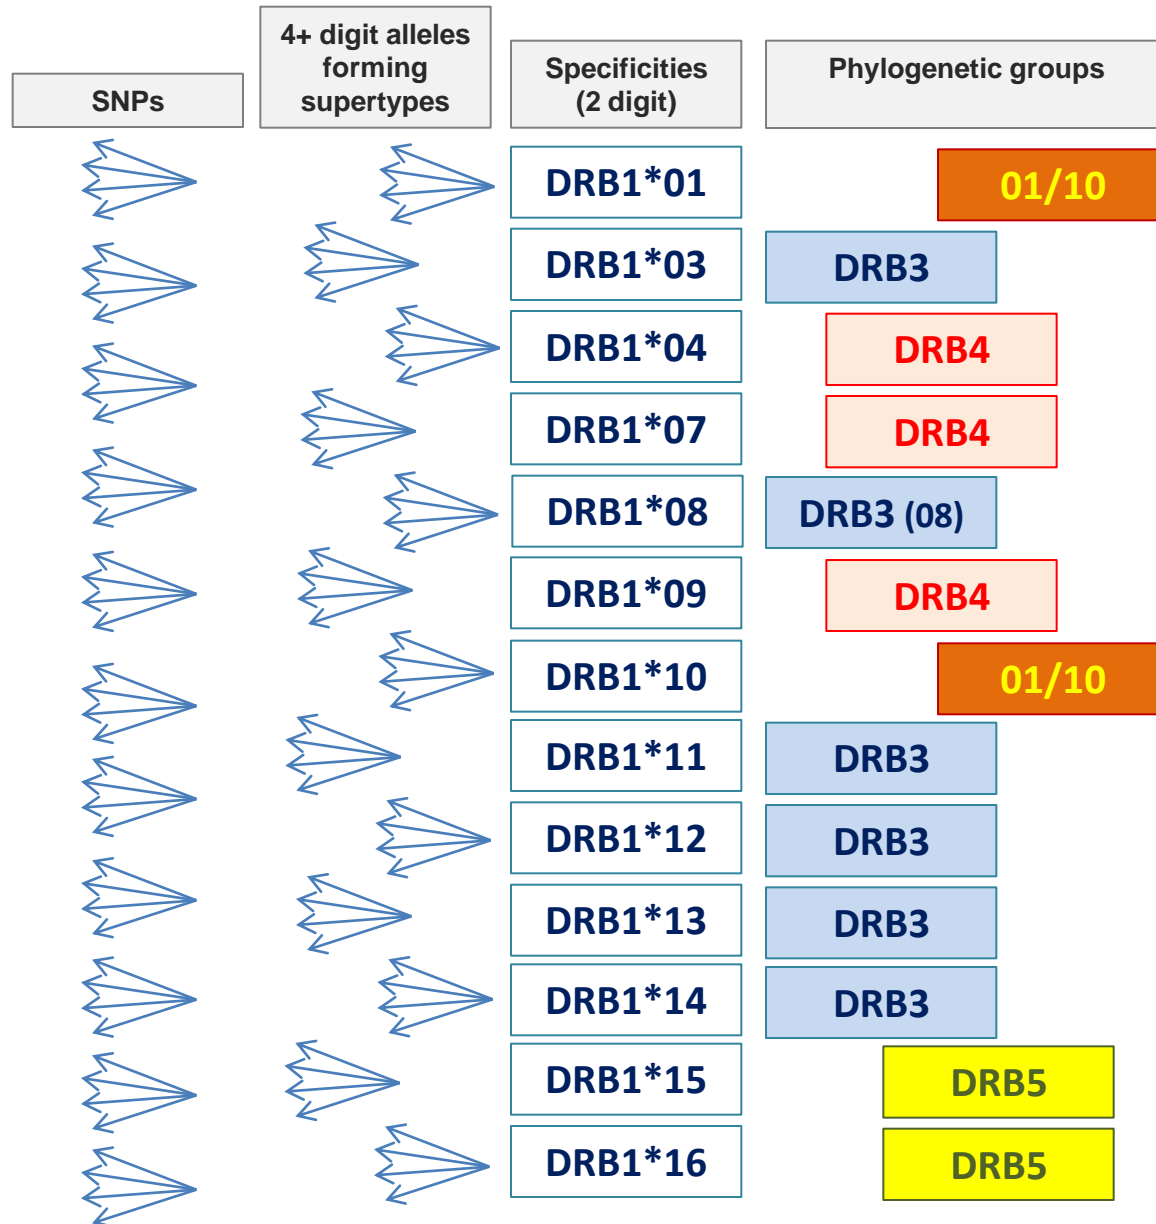 SNPs
4+ digit alleles
forming
supertypes
Specificities
(2 digit)
Phylogenetic groups
DRB1*01
01/10
DRB1*03
DRB3
DRB1*04
DRB4
DRB1*07
DRB4
DRB1*08
DRB3 (08)
DRB1*09
DRB4
DRB1*10
01/10
DRB1*11
DRB3
DRB1*12
DRB3
DRB1*13
DRB3
DRB1*14
DRB3
DRB1*15
DRB5
DRB1*16
DRB5